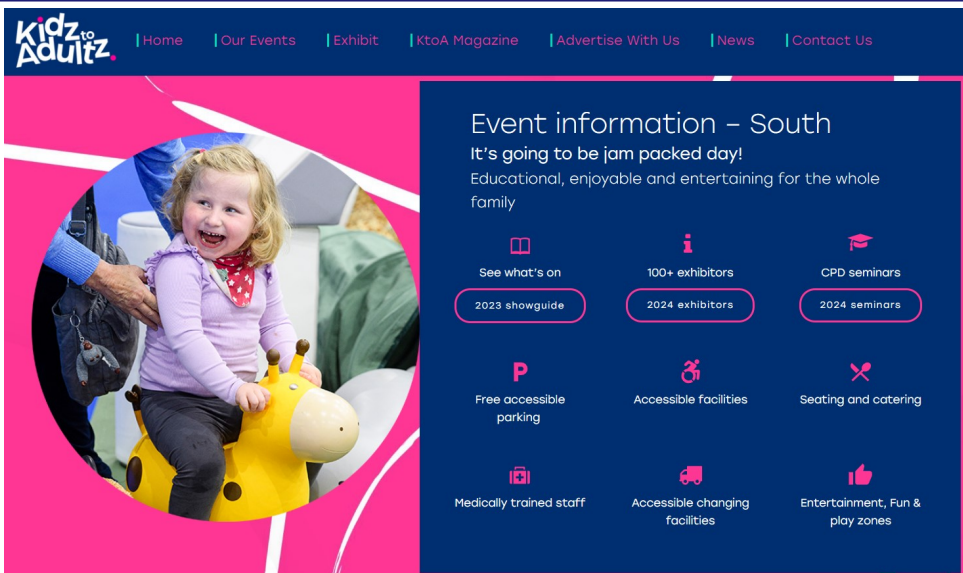 Kidz to
Adultz.
Home
Our Events
Exhibit
KtoA Magazine
Advertise With Us
News
Contact Us
Event information – South
It's going to be jam packed day!
Educational, enjoyable and entertaining for the whole
family
See what's on
100+ exhibitors
CPD seminars
2023 showguide
2024 exhibitors
2024 seminars
P
Free accessible
parking
Accessible facilities
Seating and catering
Medically trained staff
Accessible changing
facilities
Entertainment, Fun &
play zones